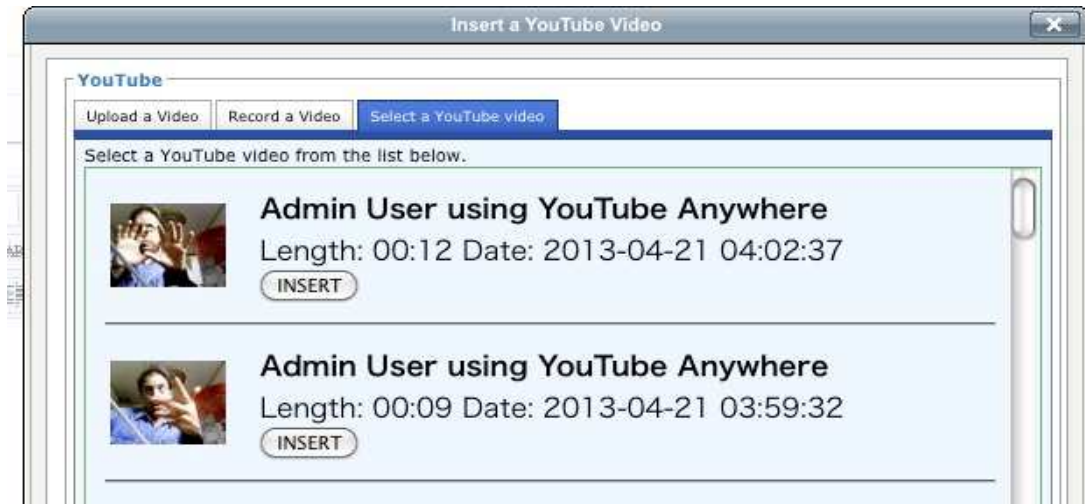 Insert a YouTube Video
YouTube
Upload a Video Record a Video Select a YouTube video
Select a YouTube video from the list below.
Admin User using YouTube Anywhere
Length: 00:12 Date: 2013-04-21 04:02:37
INSERT
Admin User using YouTube Anywhere
Length: 00:09 Date: 2013-04-21 03:59:32
INSERT